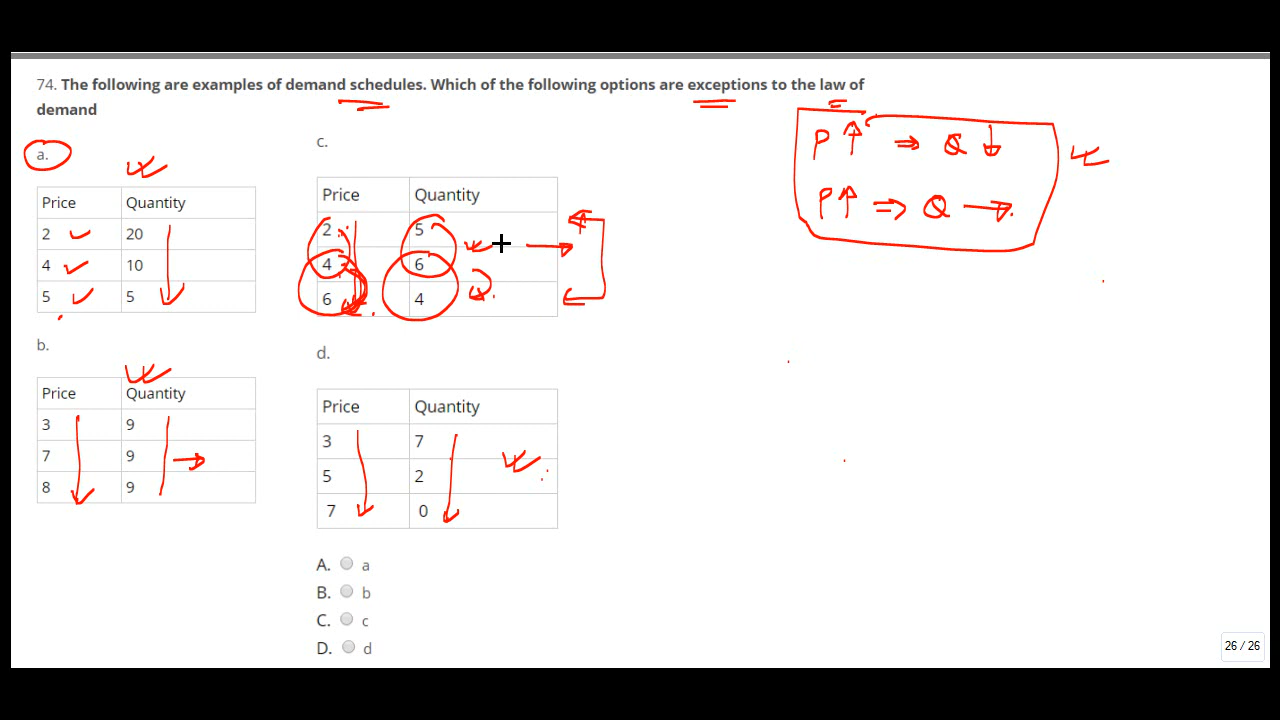 74. The following are examples of demand schedules. Which of the following options are exceptions to the law of
demand
a.
Price Quantity
2 20
4 10
5 5
b.
Price Quantity
3 9
7 9
8 9
c.
Price Quantity
2 5
4 6
6 4
d.
Price Quantity
3 7
5 2
7 0
A. a
B. b
C. c
D. d
P↑ ⇒ Q ↓
P↑ ⇒ Q →
26 / 26